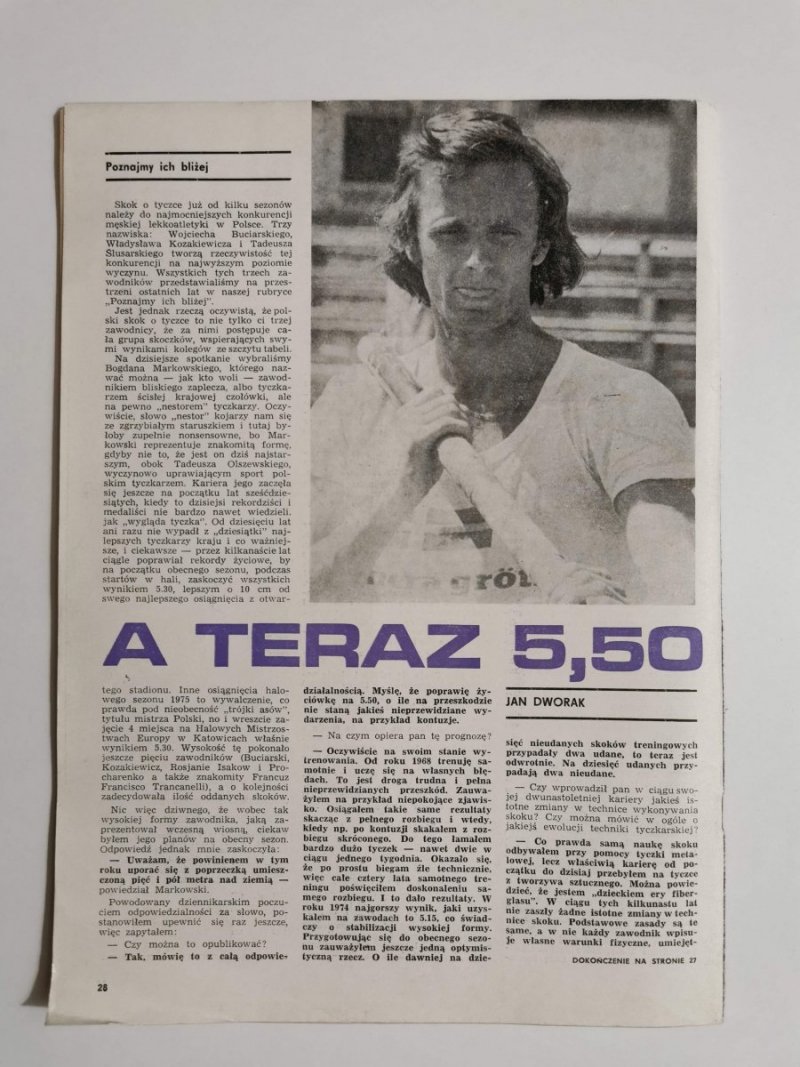 Poznajmy ich bliżej
Skok o tyczce już od kilku sezonów
należy do najmocniejszych konkurencji
męskiej lekkoatletyki w Polsce. Trzy
nazwiska: Wojciecha Buciarskiego,
Władysława Kozakiewicza i Tadeusza
Ślusarskiego tworzą rzeczywistość tej
konkurencji na najwyższym poziomie
wyczynu. Wszystkich tych trzech za-
wodników przedstawialiśmy na prze-
strzeni ostatnich lat w naszej rubryce
„Poznajmy ich bliżej".
Jest jednak rzeczą oczywistą, że pol-
ski skok o tyczce to nie tylko ci trzej
zawodnicy, że za nimi postępuje ca-
ła grupa skoczków, wspierających swy-
mi wynikami kolegów ze szczytu tabeli.
Na dzisiejsze spotkanie wybraliśmy
Bogdana Markowskiego, którego naz-
wać można — jak kto woli — zawod-
nikiem bliskiego zaplecza, albo tyczka-
rzem ścisłej krajowej czołówki, ale
na pewno „nestorem" tyczkarzy. Oczy-
wiście, słowo „nestor" kojarzy nam się
ze zgrzybiałym staruszkiem i tutaj by-
łoby zupełnie nonsensowne, bo Mar-
kowski reprezentuje znakomitą formę,
gdyby nie to, że jest on dziś najstar-
szym, obok Tadeusza Olszewskiego,
wyczynowo uprawiającym sport pol-
skim tyczkarzem. Kariera jego zaczęła
się jeszcze na początku lat sześćdzie-
siątych, kiedy to dzisiejsi rekordziści i
medaliści nie bardzo nawet wiedzieli.
jak „wygląda tyczka". Od dziesięciu lat
ani razu nie wypadł z „dziesiątki" naj-
lepszych tyczkarzy kraju i co ważniej-
sze, i ciekawsze — przez kilkanaście lat
ciągle poprawiał rekordy życiowe, by
na początku obecnego sezonu, podczas
startów w hali, zaskoczyć wszystkich
wynikiem 5.30, lepszym o 10 cm od
swego najlepszego osiągnięcia z otwar-
A TERAZ 5,50
tego stadionu. Inne osiągnięcia halo-
wego sezonu 1975 to wywalczenie, co
prawda pod nieobecność „trójki asów",
tytułu mistrza Polski, no i wreszcie za-
jęcie 4 miejsca na Halowych Mistrzos-
twach Europy w Katowicach właśnie
wynikiem 5.30. Wysokość tę pokonało
jeszcze pięciu zawodników (Buciarski,
Kozakiewicz, Rosjanie Isakow i Pro-
charenko a także znakomity Francuz
Francisco Trancanelli), a o kolejności
zadecydowała ilość oddanych skoków.
Nic więc dziwnego, że wobec tak
wysokiej formy zawodnika, jaką za-
prezentował wczesną wiosną, ciekaw
byłem jego planów na obecny sezon.
Odpowiedź jednak mnie zaskoczyła:
— Uważam, że powinienem w tym
roku uporać się z poprzeczką umiesz-
czoną pięć i pół metra nad ziemią —
powiedział Markowski.
Powodowany dziennikarskim poczu-
ciem odpowiedzialności za słowo, po-
stanowiłem upewnić się raz jeszcze,
więc zapytałem:
— Czy można to opublikować?
— Tak, mówię to z całą odpowie-
działalnością. Myślę, że poprawię ży-
ciówkę na 5.50, o ile na przeszkodzie
nie staną jakieś nieprzewidziane wy-
darzenia, na przykład kontuzje.
— Na czym opiera pan tę prognozę?
— Oczywiście na swoim stanie wy-
trenowania. Od roku 1968 trenuję sa-
motnie i uczę się na własnych błę-
dach. To jest droga trudna i pełna
nieprzewidzianych przeszkód. Zauwa-
żyłem na przykład niepokojące zjawis-
ko. Osiągałem takie same rezultaty
skacząc z pełnego rozbiegu i wtedy,
kiedy np. po kontuzji skakałem z roz-
biegu skróconego. Do tego łamałem
bardzo dużo tyczek — nawet dwie w
ciągu jednego tygodnia. Okazało się,
że po prostu biegam źle technicznie,
więc całe cztery lata samotnego tre-
ningu poświęciłem doskonaleniu sa-
mego rozbiegu. I to dało rezultaty. W
roku 1974 najgorszy wynik, jaki uzys-
kałem na zawodach to 5.15, co świad-
czy o stabilizacji wysokiej formy.
Przygotowując się do obecnego sezo-
nu zauważyłem jeszcze jedną optymis-
tyczną rzecz. O ile dawniej na dzie-
JAN DWORAK
sięć nieudanych skoków treningowych
przypadały dwa udane, to teraz jest
odwrotnie. Na dziesięć udanych przy-
padają dwa nieudane.
— Czy wprowadził pan w ciągu swo-
jej dwunastoletniej kariery jakieś is-
totne zmiany w technice wykonywania
skoku? Czy można mówić w ogóle o
jakiejś ewolucji techniki tyczkarskiej?
— Co prawda samą naukę skoku
odbywałem przy pomocy tyczki meta-
lowej, lecz właściwią karierę od po-
czątku do dzisiaj przebyłem na tyczce
z tworzywa sztucznego. Można powie-
dzieć, że jestem „dzieckiem ery fiber-
glasu". W ciągu tych kilkunastu lat
nie zaszły żadne istotne zmiany w tech-
nice skoku. Podstawowe zasady są te
same, a w nie każdy zawodnik wpisu-
je własne warunki fizyczne, umiejęt-
DOKOŃCZENIE NA STRONIE 27
28